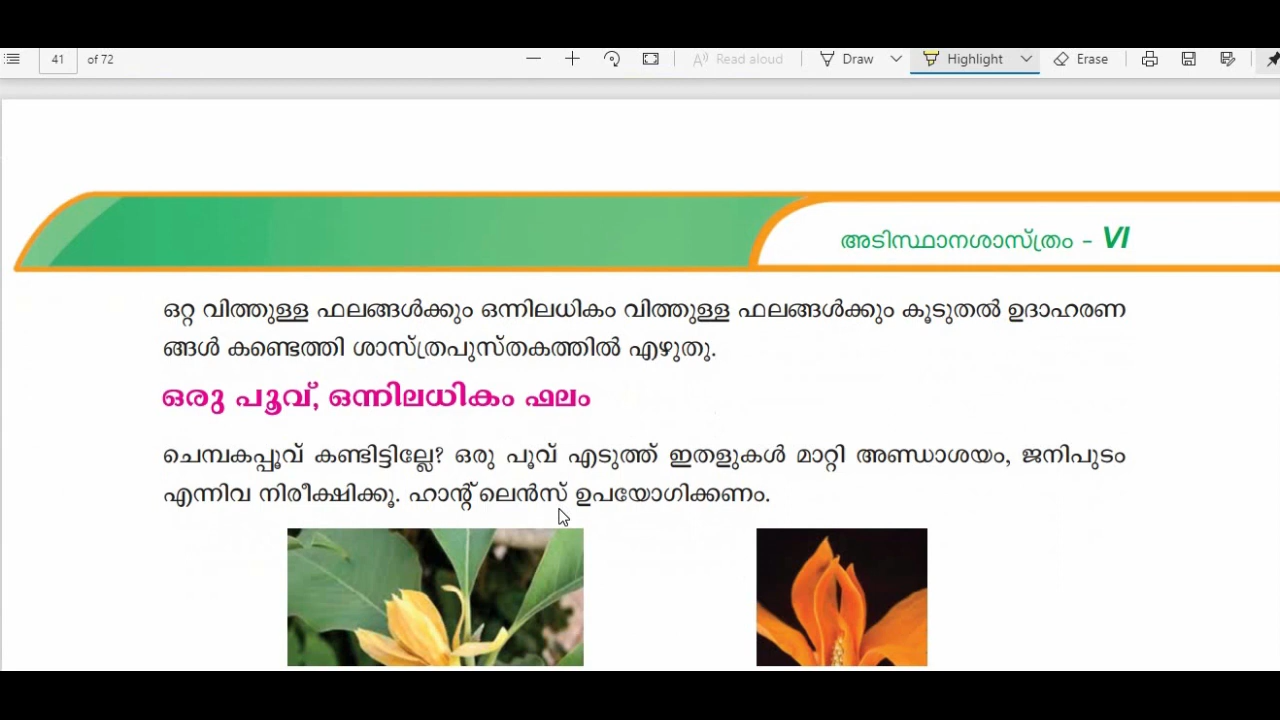 41 of 72 Read aloud Draw Highlight Erase
അടിസ്ഥാനശാസ്ത്രം - VI
ഒറ്റ വിത്തുള്ള ഫലങ്ങൾക്കും ഒന്നിലധികം വിത്തുള്ള ഫലങ്ങൾക്കും കൂടുതൽ ഉദാഹരണ
ങ്ങൾ കണ്ടെത്തി ശാസ്ത്രപുസ്തകത്തിൽ എഴുതു.
ഒരു പൂവ്, ഒന്നിലധികം ഫലം
ചെമ്പകപ്പൂവ് കണ്ടിട്ടില്ലേ? ഒരു പൂവ് എടുത്ത് ഇതളുകൾ മാറ്റി അണ്ഡാശയം, ജനിപുടം
എന്നിവ നിരീക്ഷിക്കൂ. ഹാന്റ് ലെൻസ് ഉപയോഗിക്കണം.